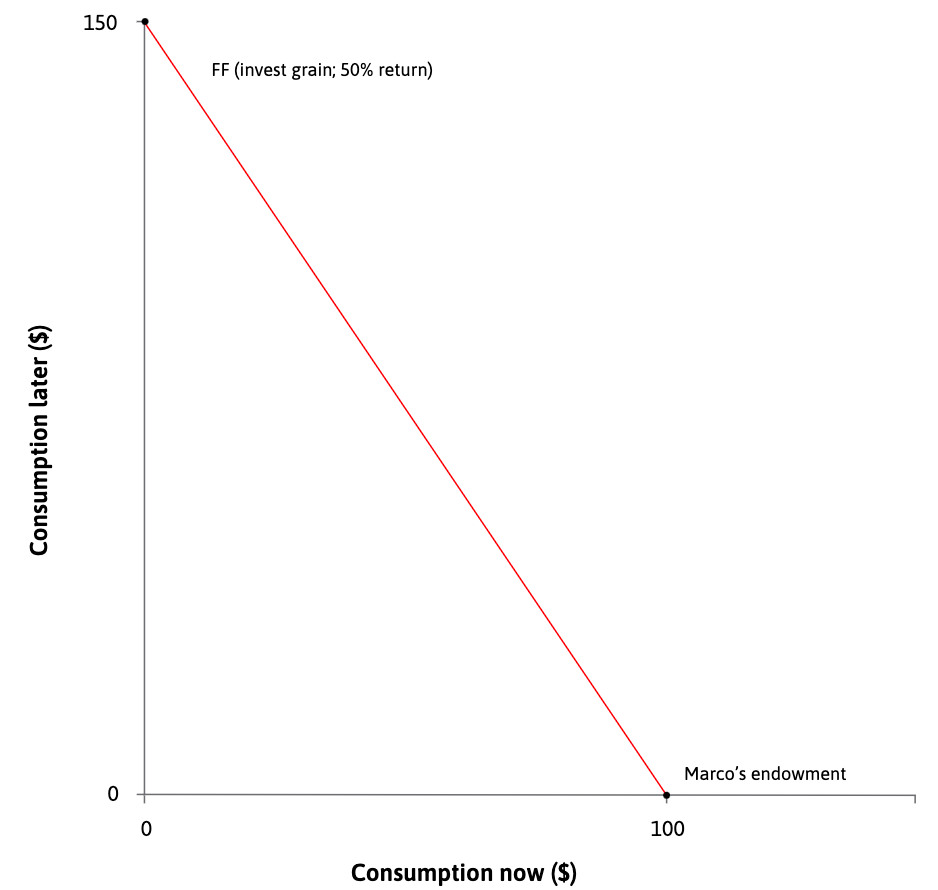 150
FF (invest grain; 50% return)
Consumption later ($)
Marco’s endowment
0
0
100
Consumption now ($)